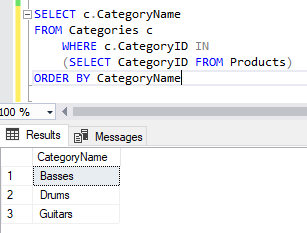 SELECT c.CategoryName
FROM Categories c
WHERE c.CategoryID IN
(SELECT CategoryID FROM Products)
ORDER BY CategoryName
100 %
Results Messages
CategoryName
1 Basses
2 Drums
3 Guitars